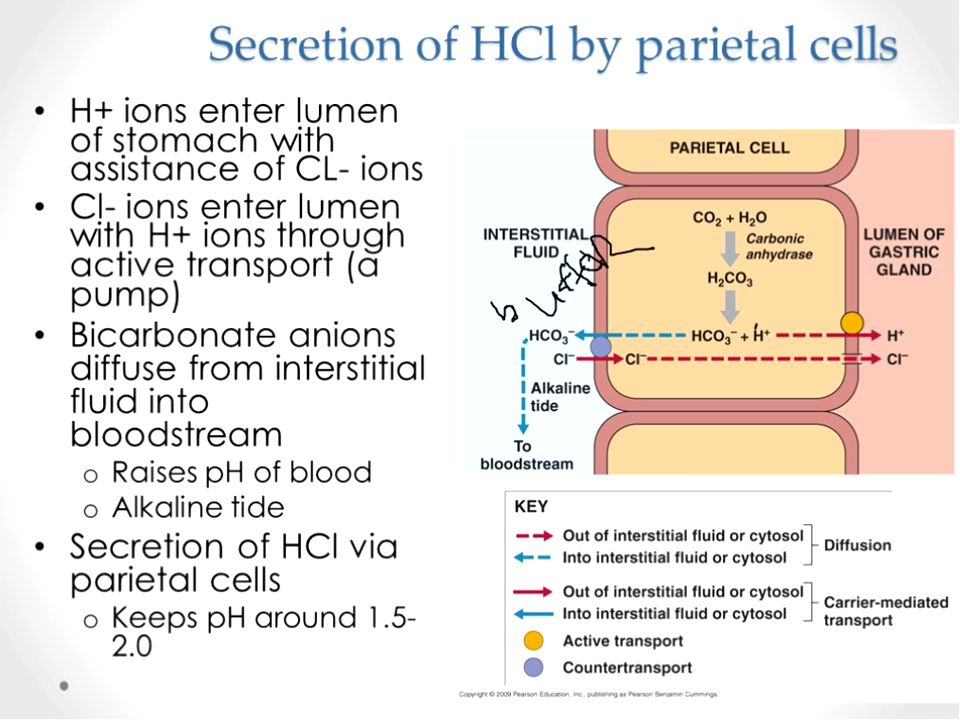 Secretion of HCl by parietal cells
• H+ ions enter lumen
of stomach with
assistance of CL- ions
• Cl- ions enter lumen
with H+ ions through
active transport (a
pump)
• Bicarbonate anions
diffuse from interstitial
fluid into
bloodstream
o Raises pH of blood
o Alkaline tide
• Secretion of HCl via
parietal cells
o Keeps pH around 1.5-
2.0
PARIETAL CELL
INTERSTITIAL
FLUID
CO₂ + H₂O
Carbonic
anhydrase
H₂CO₃
LUMEN OF
GASTRIC
GLAND
buffer
HCO₃⁻
HCO₃⁻ + H⁺
H⁺
Cl⁻
Cl⁻
Cl⁻
Alkaline
tide
To
bloodstream
KEY
Out of interstitial fluid or cytosol
Into interstitial fluid or cytosol
Diffusion
Out of interstitial fluid or cytosol
Into interstitial fluid or cytosol
Carrier-mediated
transport
Active transport
Countertransport
Copyright © 2009 Pearson Education, Inc., publishing as Pearson Benjamin Cummings.